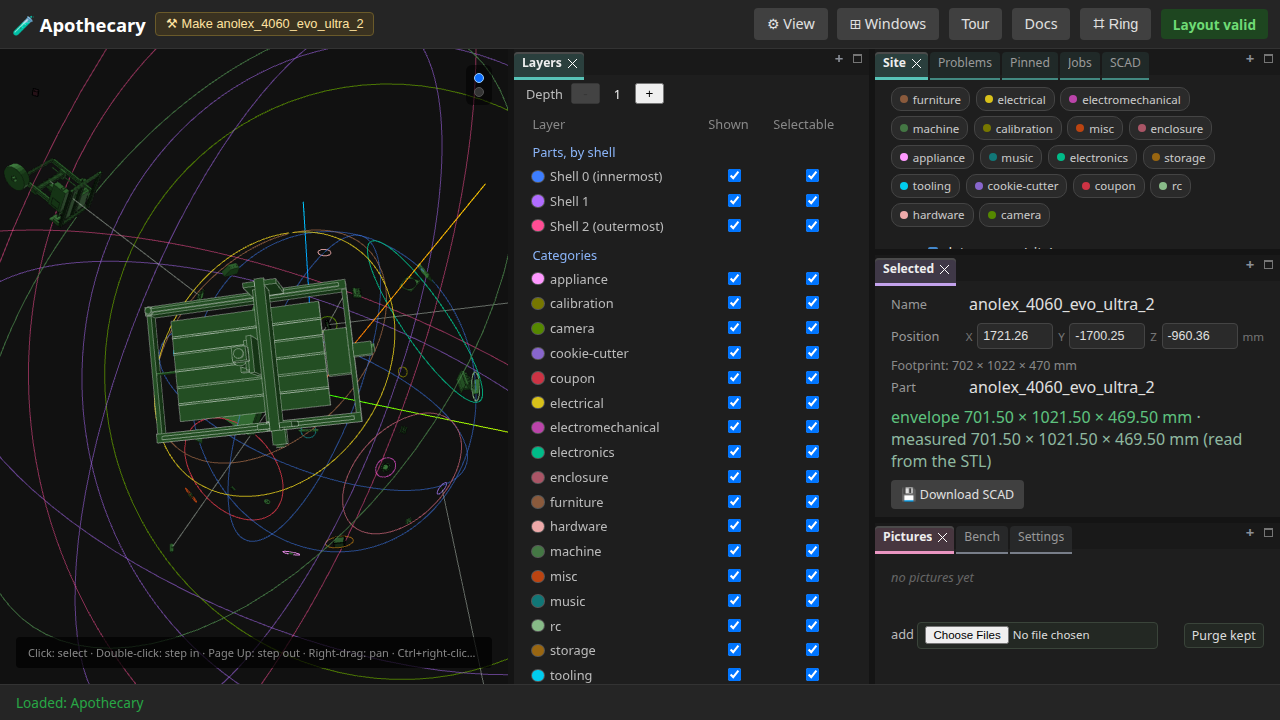 🧪 Apothecary
⚒ Make anolex_4060_evo_ultra_2
⚙ View
⊞ Windows
Tour
Docs
⌗ Ring
Layout valid
Click: select · Double-click: step in · Page Up: step out · Right-drag: pan · Ctrl+right-clic...
Layers
Depth - 1 +
Layer Shown Selectable
Parts, by shell
Shell 0 (innermost)
Shell 1
Shell 2 (outermost)
Categories
appliance
calibration
camera
cookie-cutter
coupon
electrical
electromechanical
electronics
enclosure
furniture
hardware
machine
misc
music
rc
storage
tooling
Site Problems Pinned Jobs SCAD
furniture electrical electromechanical
machine calibration misc enclosure
appliance music electronics storage
tooling cookie-cutter coupon rc
hardware camera
Selected
Name anolex_4060_evo_ultra_2
Position X 1721.26 Y -1700.25 Z -960.36 mm
Footprint: 702 × 1022 × 470 mm
Part anolex_4060_evo_ultra_2
envelope 701.50 × 1021.50 × 469.50 mm ·
measured 701.50 × 1021.50 × 469.50 mm (read
from the STL)
💾 Download SCAD
Pictures Bench Settings
no pictures yet
add Choose Files No file chosen Purge kept
Loaded: Apothecary